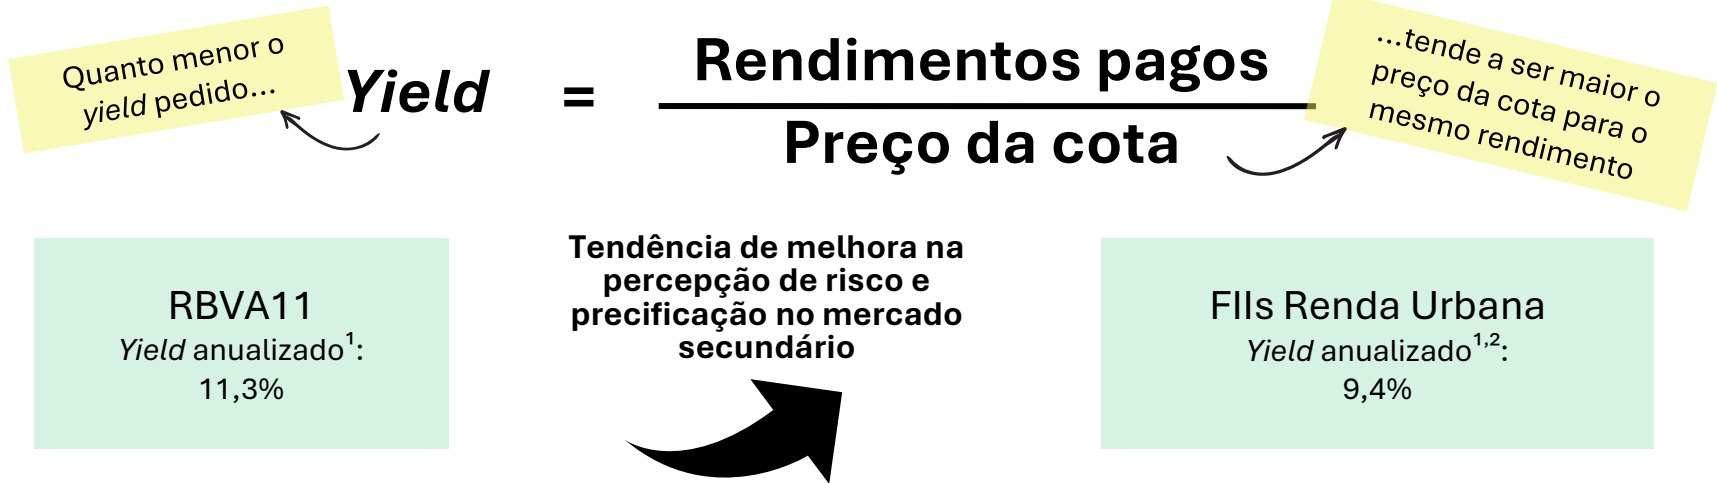 Quanto menor o
yield pedido...
Yield = Rendimentos pagos
Preço da cota
...tende a ser maior o
preço da cota para o
mesmo rendimento
RBVA11
Yield anualizado¹:
11,3%
Tendência de melhora na
percepção de risco e
precificação no mercado
secundário
FIIs Renda Urbana
Yield anualizado¹,²:
9,4%